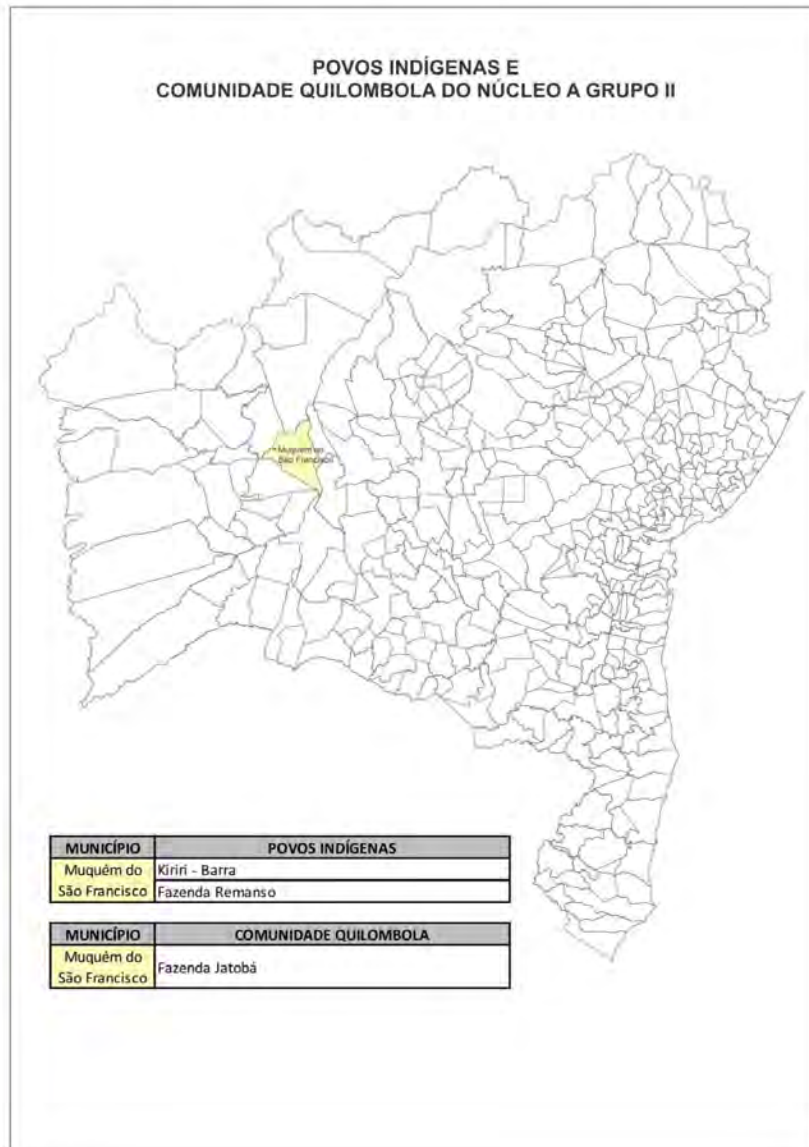 POVOS INDÍGENAS E
COMUNIDADE QUILOMBOLA DO NÚCLEO A GRUPO II
Muquém do
São Francisco
MUNICÍPIO POVOS INDÍGENAS
Muquém do Kiriri - Barra
São Francisco Fazenda Remanso
MUNICÍPIO COMUNIDADE QUILOMBOLA
Muquém do
São Francisco
Fazenda Jatobá